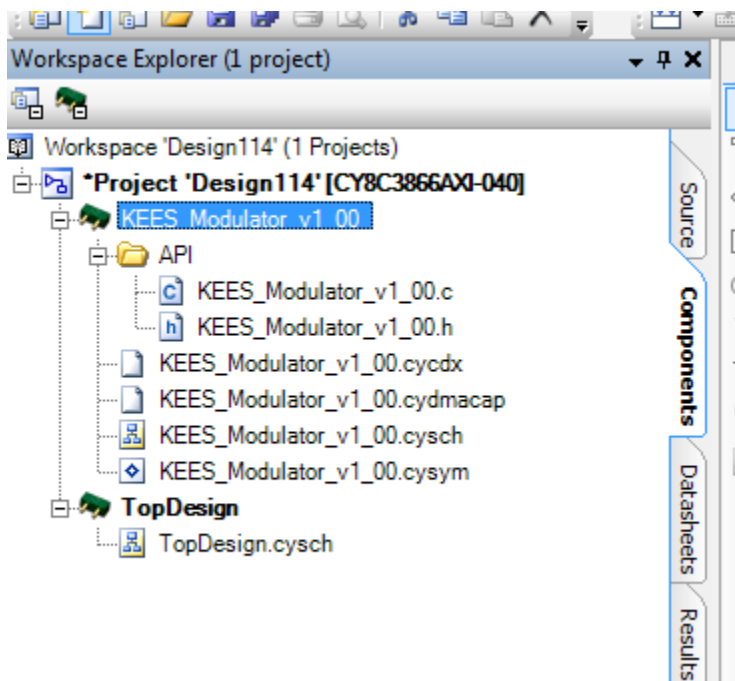 Workspace Explorer (1 project)
Workspace 'Design114' (1 Projects)
*Project 'Design114' [CY8C3866AXI-040]
KEES_Modulator_v1_00
API
KEES_Modulator_v1_00.c
KEES_Modulator_v1_00.h
KEES_Modulator_v1_00.cycdx
KEES_Modulator_v1_00.cydmacap
KEES_Modulator_v1_00.cysch
KEES_Modulator_v1_00.cysym
TopDesign
TopDesign.cysch
Source
Components
Datasheets
Results